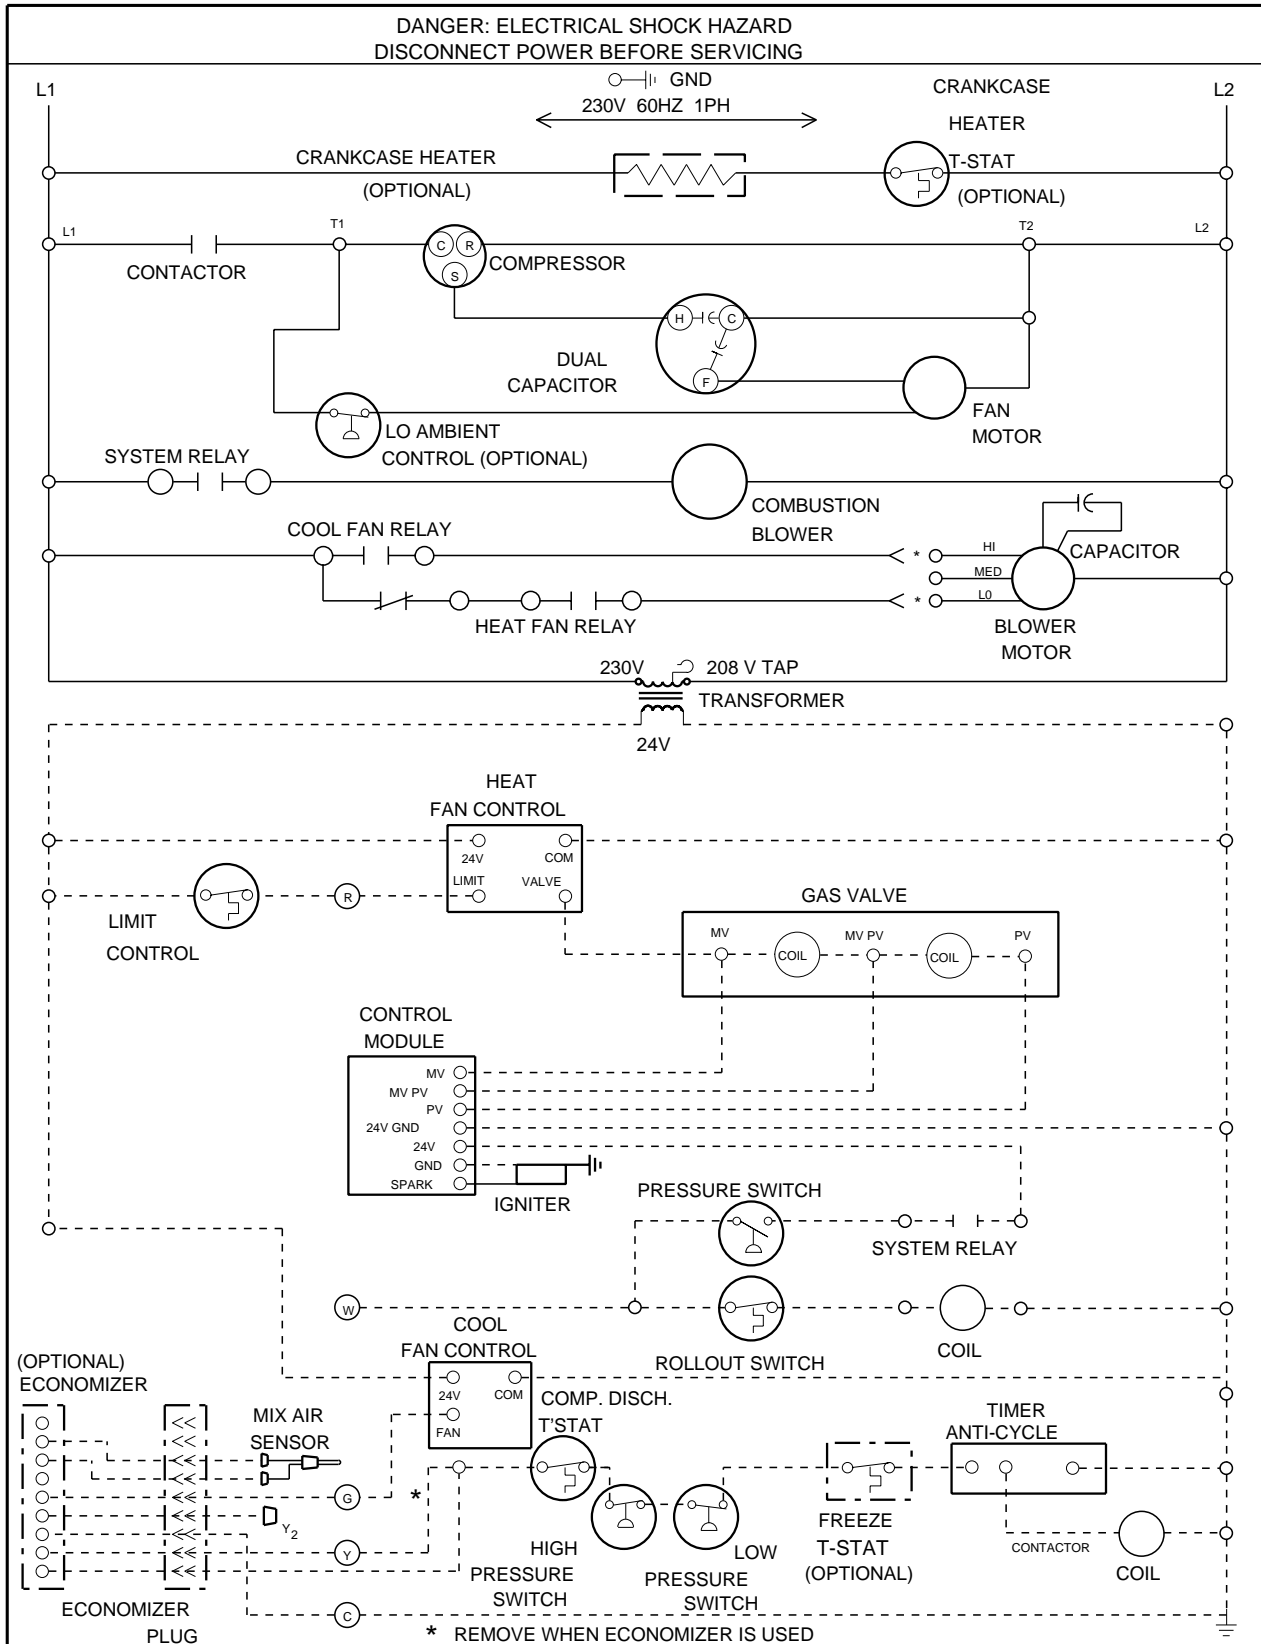 DANGER: ELECTRICAL SHOCK HAZARD
DISCONNECT POWER BEFORE SERVICING
L1
GND
230V 60HZ 1PH
CRANKCASE
HEATER
T-STAT
(OPTIONAL)
L2
CRANKCASE HEATER
(OPTIONAL)
L1
CONTACTOR
T1
C
R
S
COMPRESSOR
T2
L2
H
C
F
DUAL
CAPACITOR
FAN
MOTOR
LO AMBIENT
CONTROL (OPTIONAL)
SYSTEM RELAY
COMBUSTION
BLOWER
COOL FAN RELAY
* HI
MED
* L0
CAPACITOR
HEAT FAN RELAY
BLOWER
MOTOR
230V
208 V TAP
TRANSFORMER
24V
HEAT
FAN CONTROL
24V
COM
LIMIT
VALVE
LIMIT
CONTROL
R
GAS VALVE
MV
COIL
MV PV
COIL
PV
CONTROL
MODULE
MV
MV PV
PV
24V GND
24V
GND
SPARK
IGNITER
PRESSURE SWITCH
SYSTEM RELAY
W
ROLLOUT SWITCH
COIL
COOL
FAN CONTROL
24V
COM
FAN
(OPTIONAL)
ECONOMIZER
MIX AIR
SENSOR
COMP. DISCH.
T'STAT
TIMER
ANTI-CYCLE
G
*
Y2
Y
HIGH
PRESSURE
SWITCH
LOW
PRESSURE
SWITCH
FREEZE
T-STAT
(OPTIONAL)
CONTACTOR
COIL
ECONOMIZER
PLUG
C
* REMOVE WHEN ECONOMIZER IS USED